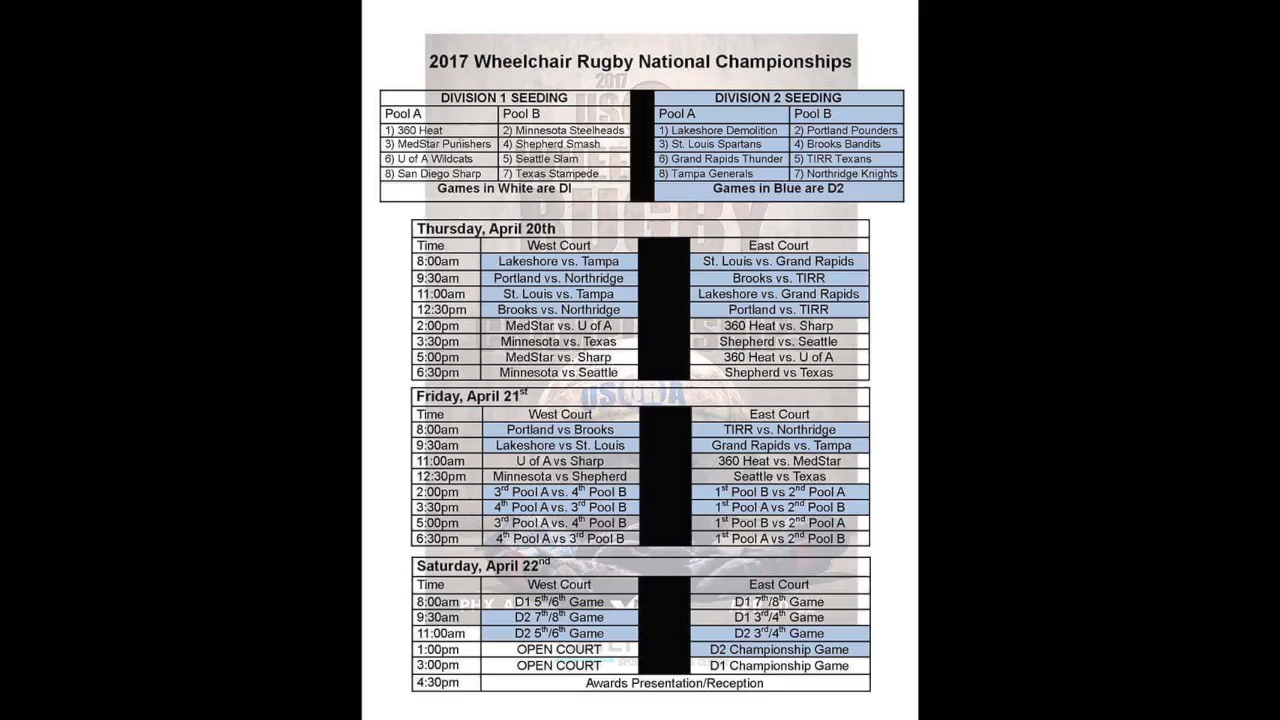 2017 Wheelchair Rugby National Championships
2017
DIVISION 1 SEEDING DIVISION 2 SEEDING
Pool A Pool B Pool A Pool B
1) 360 Heat 2) Minnesota Steelheads 1) Lakeshore Demolition 2) Portland Pounders
3) MedStar Punishers 4) Shepherd Smash 3) St. Louis Spartans 4) Brooks Bandits
6) U of A Wildcats 5) Seattle Slam 6) Grand Rapids Thunder 5) TIRR Texans
8) San Diego Sharp 7) Texas Stampede 8) Tampa Generals 7) Northridge Knights
Games in White are DI Games in Blue are D2
RUGBY
Thursday, April 20th
Time West Court East Court
8:00am Lakeshore vs. Tampa St. Louis vs. Grand Rapids
9:30am Portland vs. Northridge Brooks vs. TIRR
11:00am St. Louis vs. Tampa Lakeshore vs. Grand Rapids
12:30pm Brooks vs. Northridge Portland vs. TIRR
2:00pm MedStar vs. U of A 360 Heat vs. Sharp
3:30pm Minnesota vs. Texas Shepherd vs. Seattle
5:00pm MedStar vs. Sharp 360 Heat vs. U of A
6:30pm Minnesota vs Seattle Shepherd vs Texas
Friday, April 21st
Time West Court East Court
8:00am Portland vs Brooks TIRR vs. Northridge
9:30am Lakeshore vs St. Louis Grand Rapids vs. Tampa
11:00am U of A vs Sharp 360 Heat vs. MedStar
12:30pm Minnesota vs Shepherd Seattle vs Texas
2:00pm 3rd Pool A vs. 4th Pool B 1st Pool B vs 2nd Pool A
3:30pm 4th Pool A vs. 3rd Pool B 1st Pool A vs 2nd Pool B
5:00pm 3rd Pool A vs. 4th Pool B 1st Pool B vs 2nd Pool A
6:30pm 4th Pool A vs 3rd Pool B 1st Pool A vs 2nd Pool B
Saturday, April 22nd
Time West Court East Court
8:00am D1 5th/6th Game D1 7th/8th Game
9:30am D2 7th/8th Game D1 3rd/4th Game
11:00am D2 5th/6th Game D2 3rd/4th Game
1:00pm OPEN COURT D2 Championship Game
3:00pm OPEN COURT D1 Championship Game
4:30pm Awards Presentation/Reception